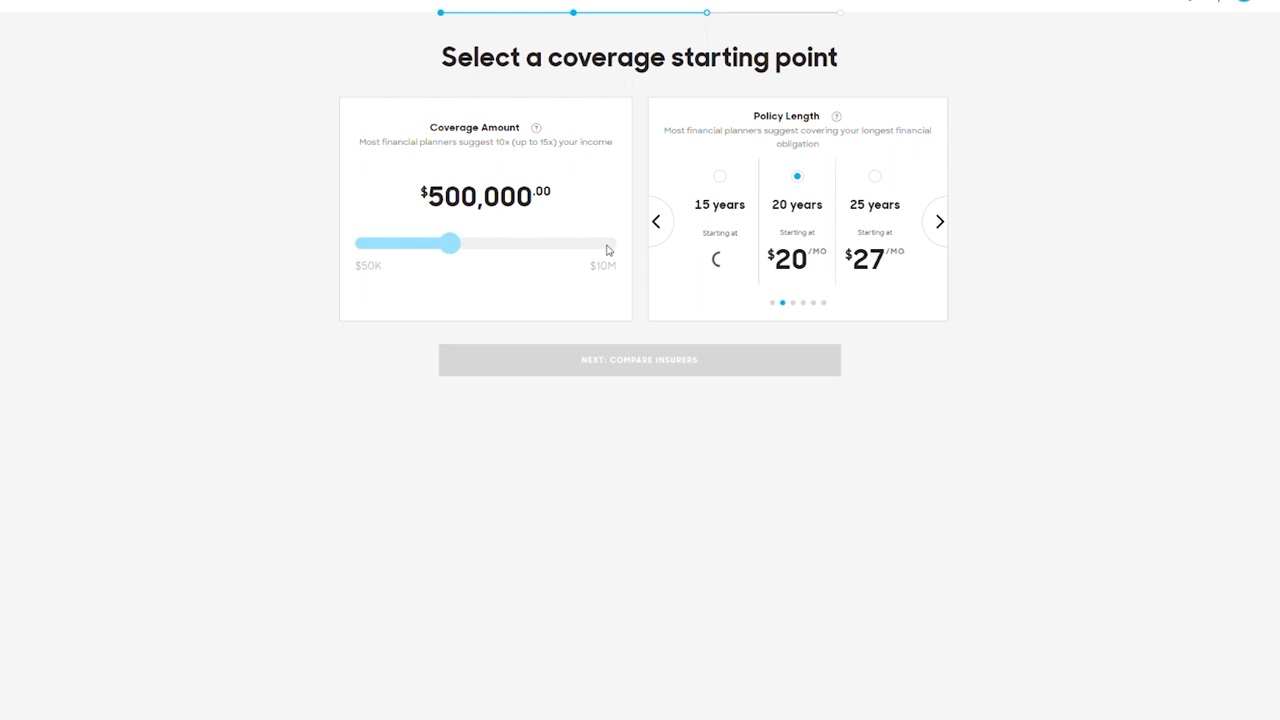 Select a coverage starting point
Coverage Amount ?
Most financial planners suggest 10x (up to 15x) your income
$500,000.00
$50K
$10M
Policy Length ?
Most financial planners suggest covering your longest financial
obligation
15 years
20 years
25 years
Starting at
Starting at
Starting at
$20/MO
$27/MO
NEXT: COMPARE INSURERS